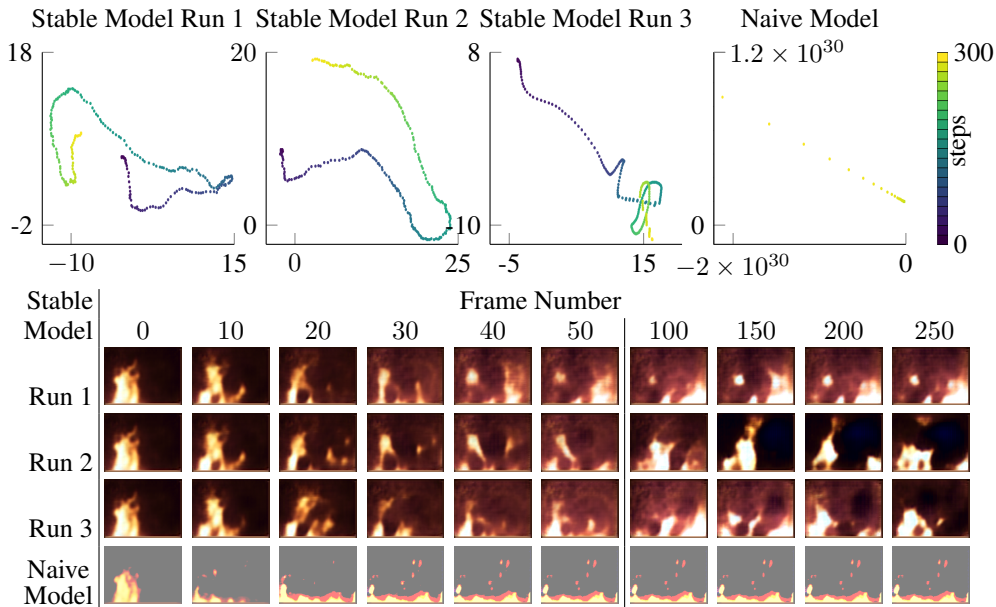 Stable Model Run 1 Stable Model Run 2 Stable Model Run 3 Naive Model
18 20 8 1.2 × 10^30 300
steps
-2 0 -10 0
−10 15 0 25 -5 15 −2 × 10^30 0
Stable Frame Number
Model 0 10 20 30 40 50 100 150 200 250
Run 1
Run 2
Run 3
Naive
Model